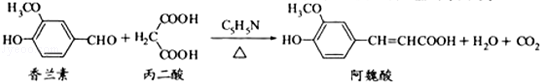 H₃CO HO CHO + H₂C COOH COOH C₅H₅N △ H₃CO HO CH=CHCOOH + H₂O + CO₂
香兰素 丙二酸 阿魏酸